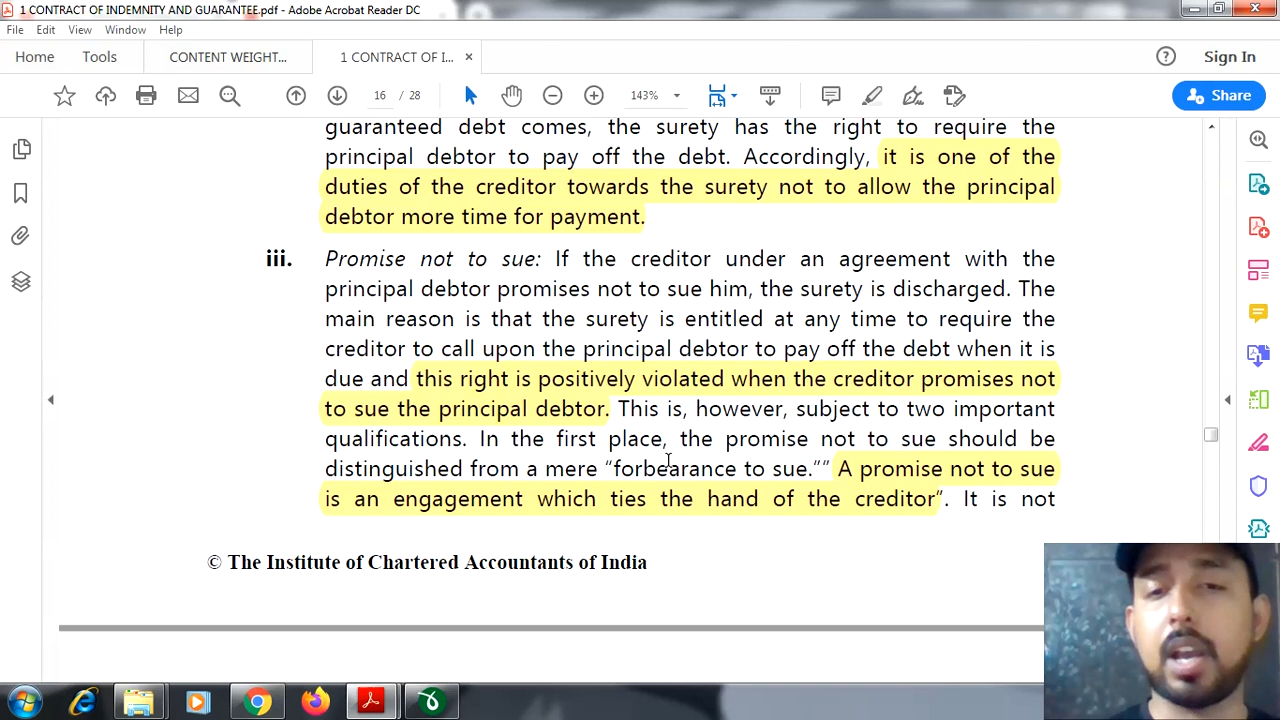 1 CONTRACT OF INDEMNITY AND GUARANTEE.pdf - Adobe Acrobat Reader DC
File Edit View Window Help
Home Tools CONTENT WEIGHT... 1 CONTRACT OF I... × Sign In
16 / 28 143% Share
guaranteed debt comes, the surety has the right to require the
principal debtor to pay off the debt. Accordingly, it is one of the
duties of the creditor towards the surety not to allow the principal
debtor more time for payment.
iii. Promise not to sue: If the creditor under an agreement with the
principal debtor promises not to sue him, the surety is discharged. The
main reason is that the surety is entitled at any time to require the
creditor to call upon the principal debtor to pay off the debt when it is
due and this right is positively violated when the creditor promises not
to sue the principal debtor. This is, however, subject to two important
qualifications. In the first place, the promise not to sue should be
distinguished from a mere “forbearance to sue.”” A promise not to sue
is an engagement which ties the hand of the creditor”. It is not
© The Institute of Chartered Accountants of India